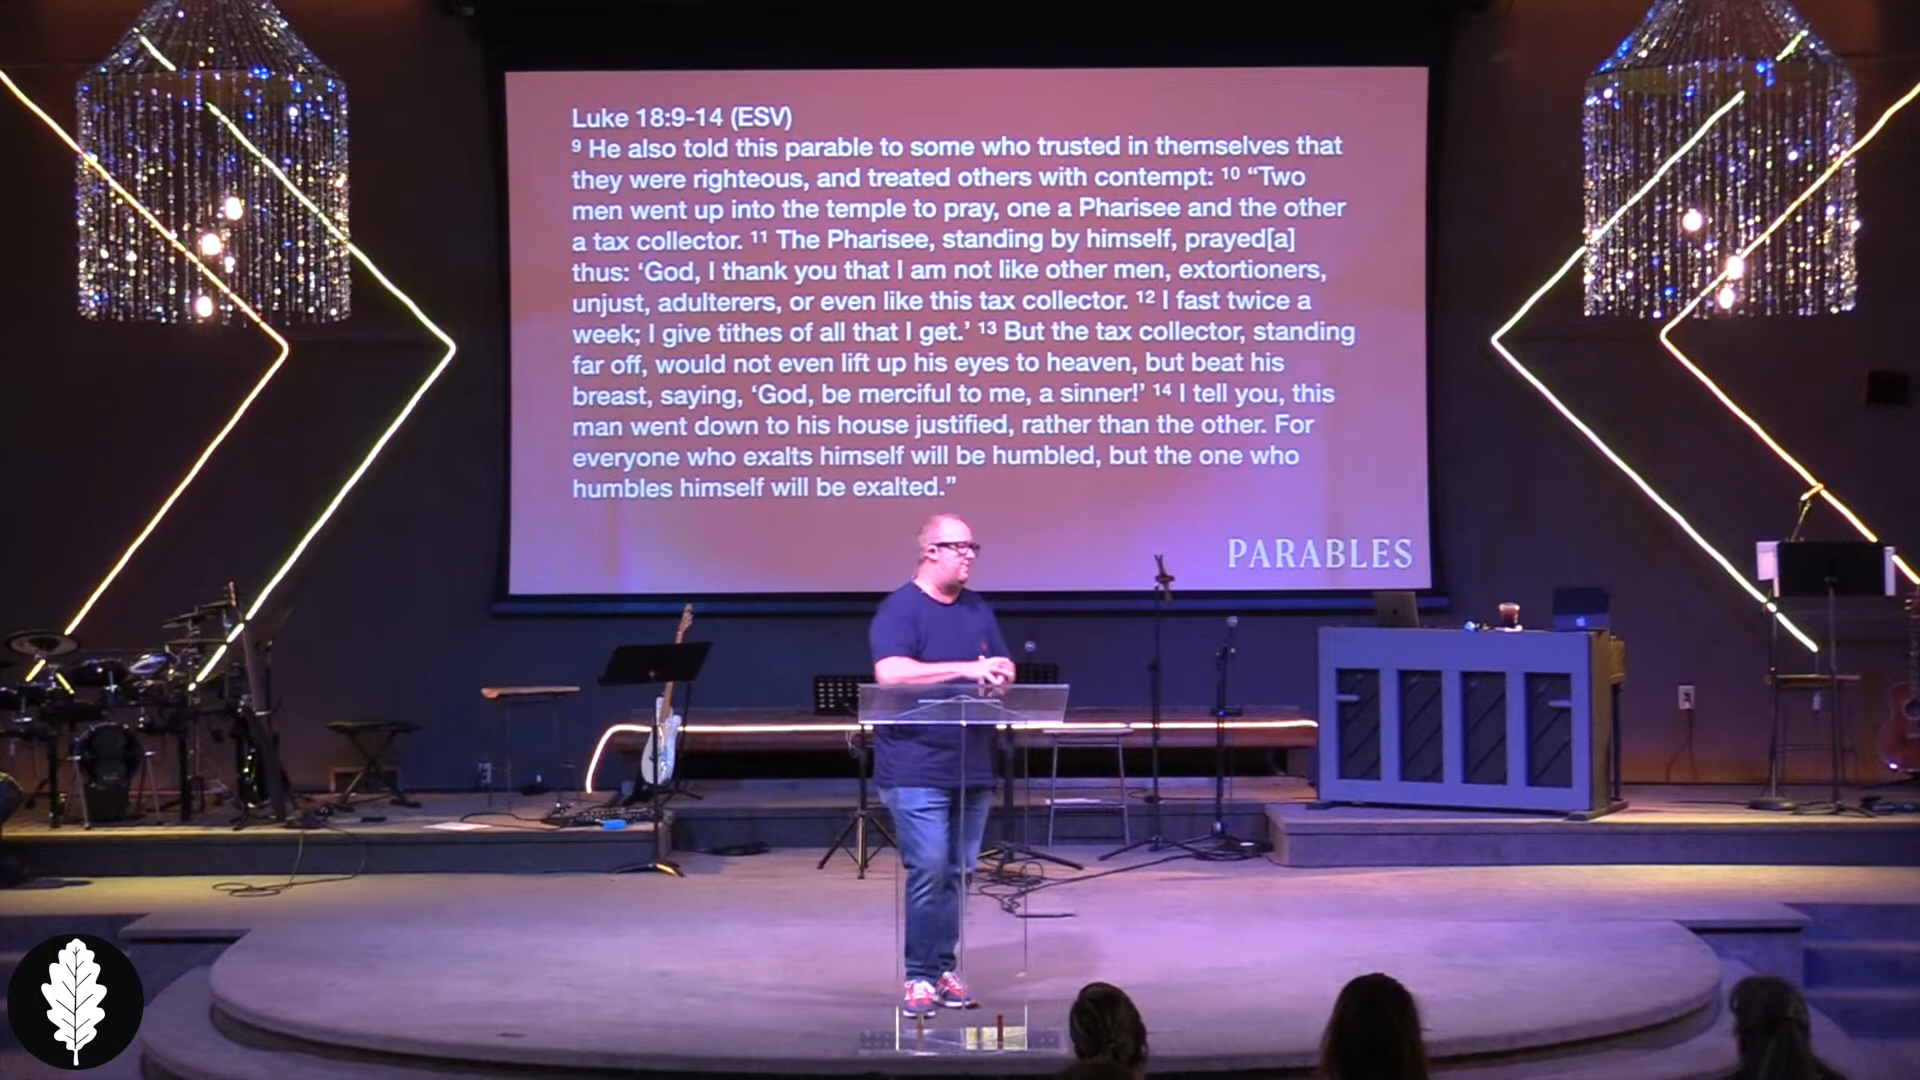 Luke 18:9-14 (ESV)
⁹ He also told this parable to some who trusted in themselves that
they were righteous, and treated others with contempt: ¹⁰ “Two
men went up into the temple to pray, one a Pharisee and the other
a tax collector. ¹¹ The Pharisee, standing by himself, prayed[a]
thus: ‘God, I thank you that I am not like other men, extortioners,
unjust, adulterers, or even like this tax collector. ¹² I fast twice a
week; I give tithes of all that I get.’ ¹³ But the tax collector, standing
far off, would not even lift up his eyes to heaven, but beat his
breast, saying, ‘God, be merciful to me, a sinner!’ ¹⁴ I tell you, this
man went down to his house justified, rather than the other. For
everyone who exalts himself will be humbled, but the one who
humbles himself will be exalted.”
PARABLES